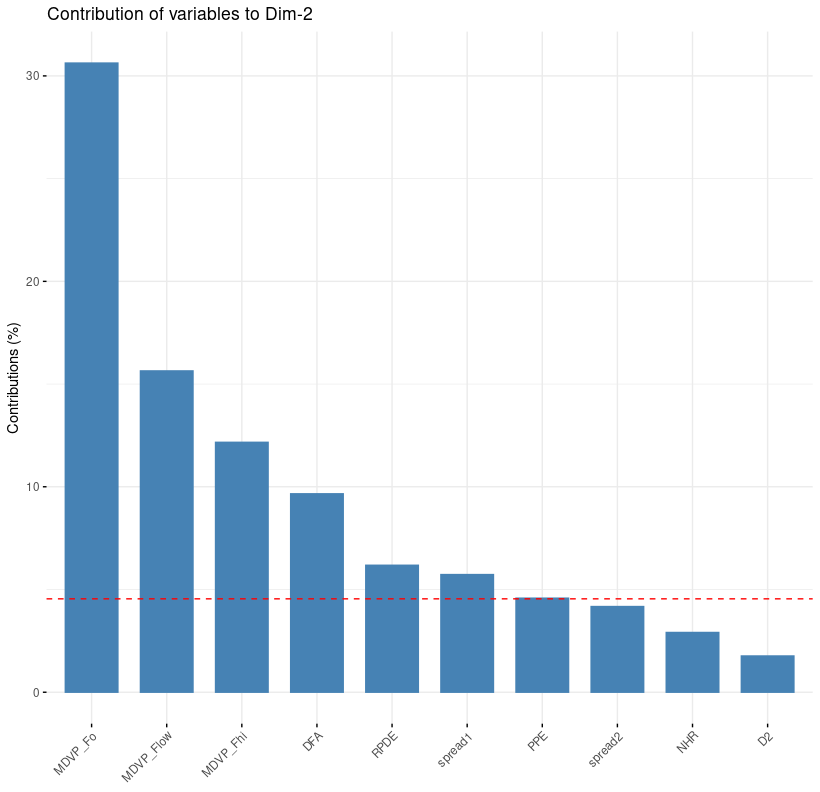 Contribution of variables to Dim-2
Contributions (%)
30
20
10
0
MDVP_Fo
MDVP_Flow
MDVP_Fhi
DFA
RPDE
spread1
PPE
spread2
NHR
D2